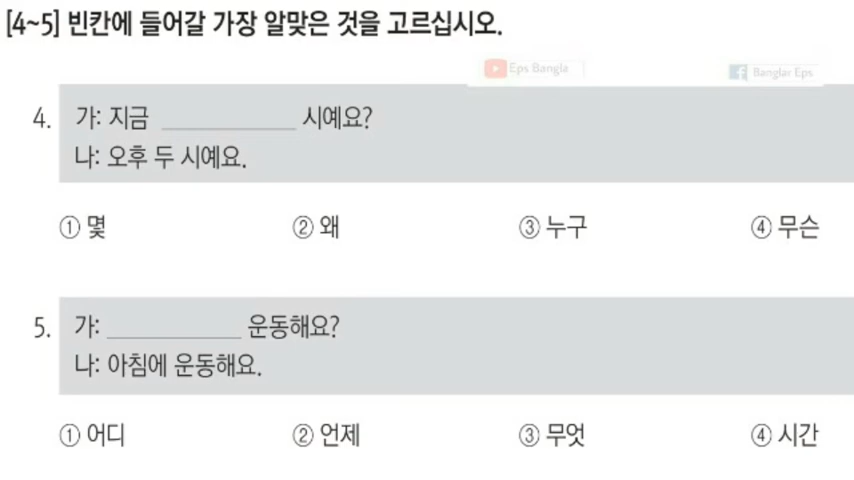 [4~5] 빈칸에 들어갈 가장 알맞은 것을 고르십시오.
Eps Bangla
Banglar Eps
4. 가: 지금 ____________ 시예요?
나: 오후 두 시예요.
① 몇 ② 왜 ③ 누구 ④ 무슨
5. 가: ____________ 운동해요?
나: 아침에 운동해요.
① 어디 ② 언제 ③ 무엇 ④ 시간